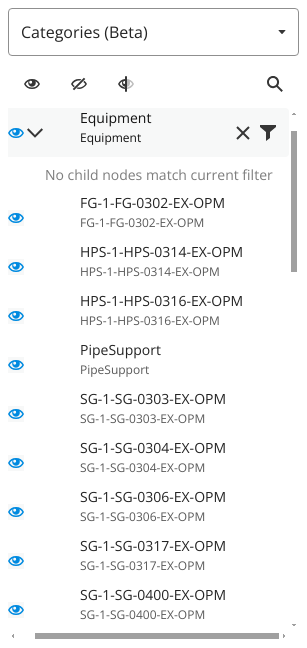 Categories (Beta)
Equipment
Equipment
No child nodes match current filter
FG-1-FG-0302-EX-OPM
FG-1-FG-0302-EX-OPM
HPS-1-HPS-0314-EX-OPM
HPS-1-HPS-0314-EX-OPM
HPS-1-HPS-0316-EX-OPM
HPS-1-HPS-0316-EX-OPM
PipeSupport
PipeSupport
SG-1-SG-0303-EX-OPM
SG-1-SG-0303-EX-OPM
SG-1-SG-0304-EX-OPM
SG-1-SG-0304-EX-OPM
SG-1-SG-0306-EX-OPM
SG-1-SG-0306-EX-OPM
SG-1-SG-0317-EX-OPM
SG-1-SG-0317-EX-OPM
SG-1-SG-0400-EX-OPM
SG-1-SG-0400-EX-OPM